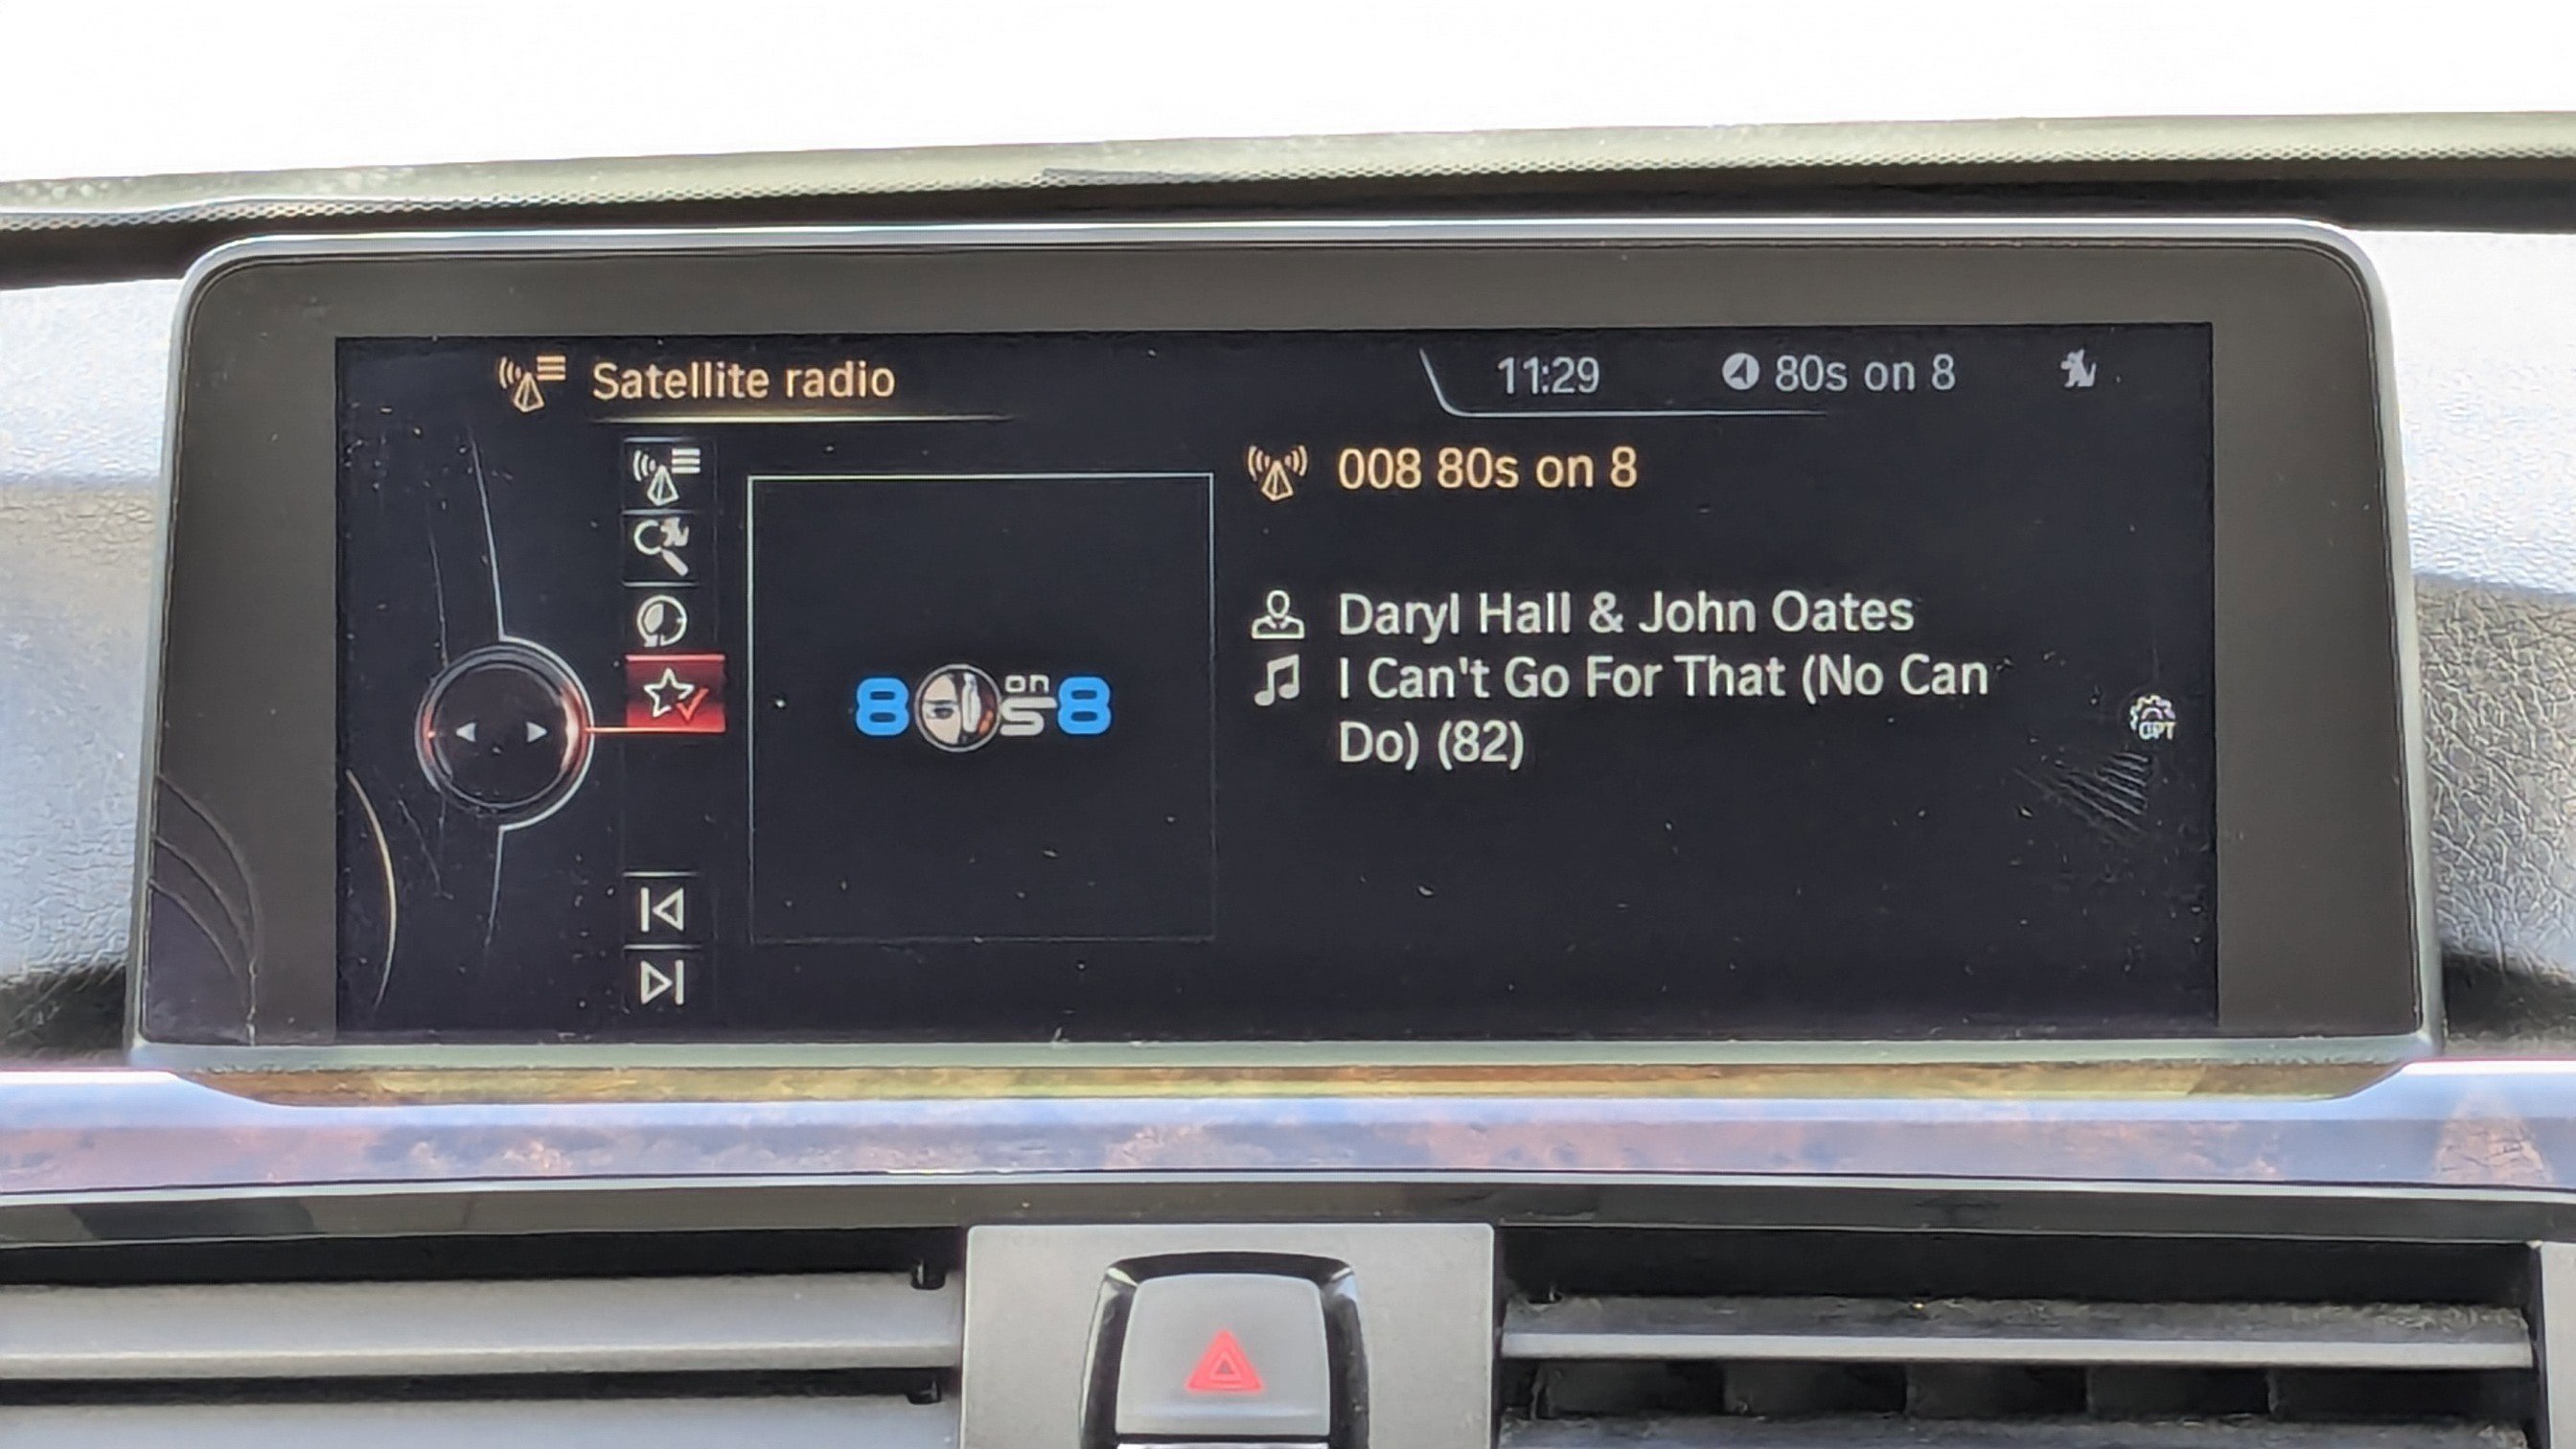 Satellite radio
11:29
80s on 8
008 80s on 8
80s on 8
Daryl Hall & John Oates
I Can't Go For That (No Can
Do) (82)
OPT